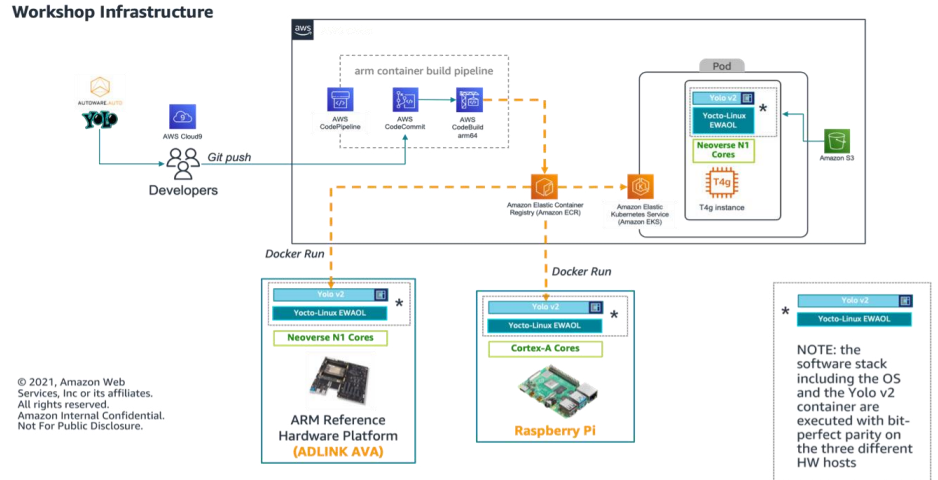 Workshop Infrastructure
aws
arm container build pipeline
AWS
CodePipeline
AWS
CodeCommit
AWS
CodeBuild
arm64
AUTOWARE.AUTO
YOLO
AWS Cloud9
Git push
Developers
Pod
Yolo v2
*
Yocto-Linux
EWAOL
Neoverse N1
Cores
T4g
T4g instance
Amazon S3
Amazon Elastic Container
Registry (Amazon ECR)
Amazon Elastic
Kubernetes Service
(Amazon EKS)
Docker Run
Docker Run
Yolo v2
*
Yocto-Linux EWAOL
Neoverse N1 Cores
ARM Reference
Hardware Platform
(ADLINK AVA)
Yolo v2
*
Yocto-Linux EWAOL
Cortex-A Cores
Raspberry Pi
Yolo v2
*
Yocto-Linux EWAOL
NOTE: the
software stack
including the OS
and the Yolo v2
container are
executed with bit-
perfect parity on
the three different
HW hosts
© 2021, Amazon Web
Services, Inc or its affiliates.
All rights reserved.
Amazon Internal Confidential.
Not For Public Disclosure.